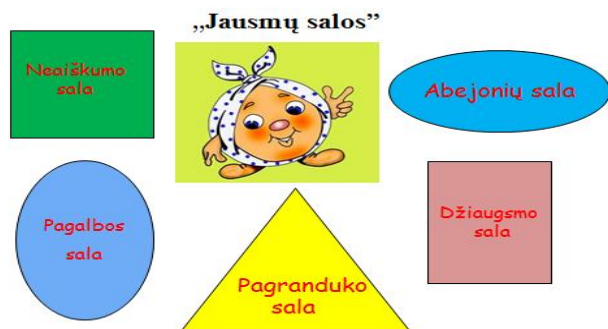 „Jausmų salos”
Neaiškumo
sala
Abejonių sala
Pagalbos
sala
Džiaugsmo
sala
Pagranduko
sala